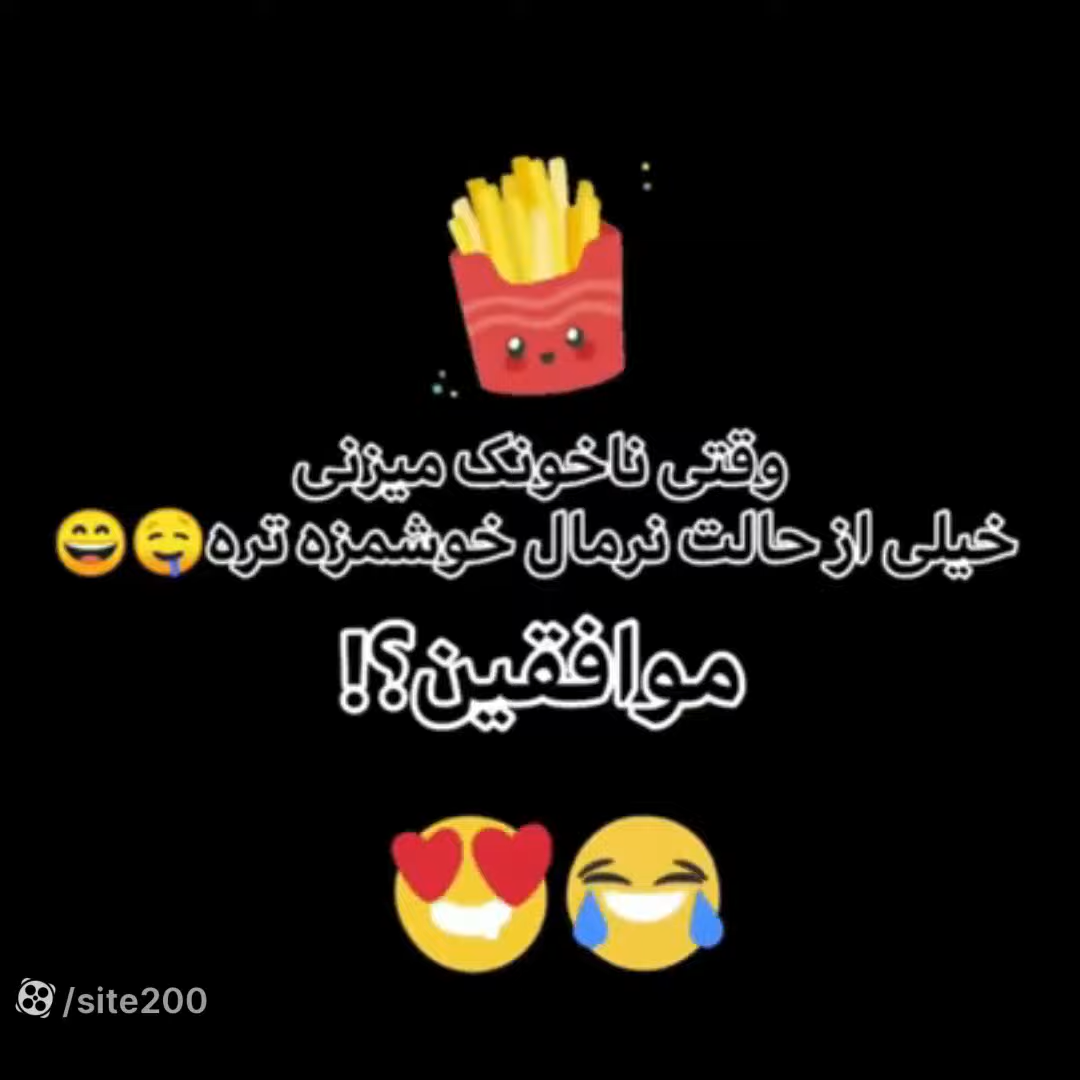 وقتی ناخونک میزنی
خیلی از حالت نرمال خوشمزه تره🤤😄
موافقین؟!
/site200